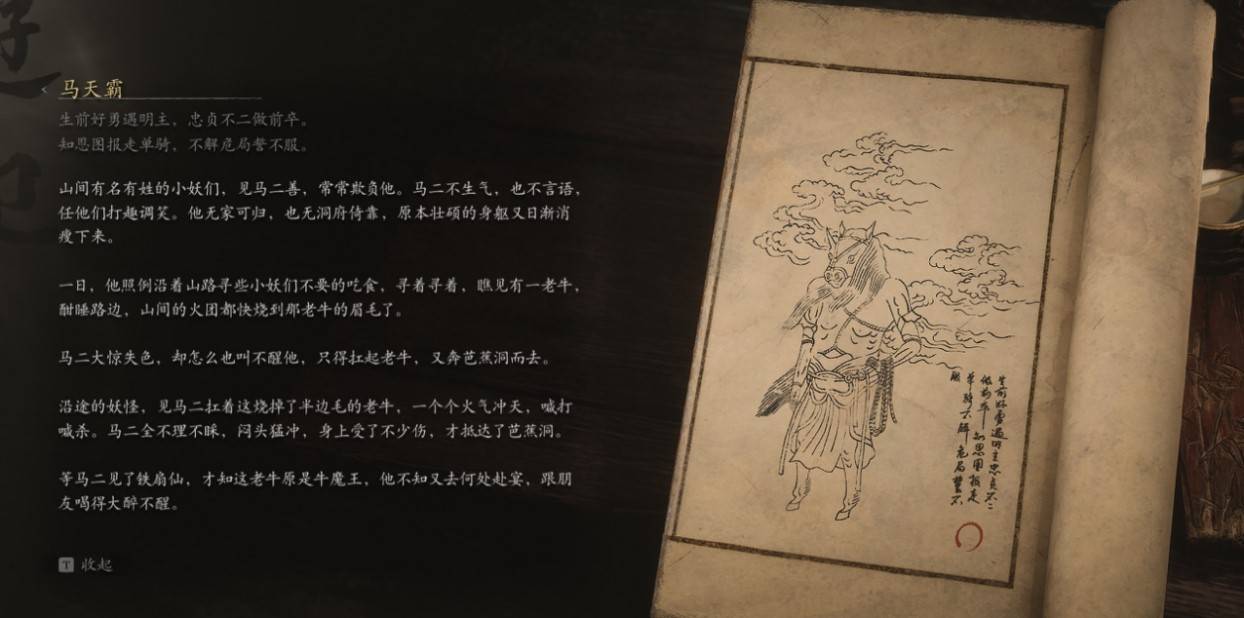 马天霸
生前好勇遇明主，忠贞不二做前卒。
知恩图报走单骑，不解危局誓不服。
山间有名有姓的小妖们，见马二善，常常欺负他。马二不生气，也不言语，
任他们打趣调笑。他无家可归，也无洞府倚靠，原本壮硕的身躯又日渐消
瘦下来。
一日，他照例沿着山路寻些小妖们不要的吃食，寻着寻着，瞧见有一老牛，
酣睡路边，山间的火团都快烧到那老牛的眉毛了。
马二大惊失色，却怎么也叫不醒他，只得扛起老牛，又奔芭蕉洞而去。
沿途的妖怪，见马二扛着这烧掉了半边毛的老牛，一个个火气冲天，喊打
喊杀。马二全不理不睬，闷头猛冲，身上受了不少伤，才抵达了芭蕉洞。
等马二见了铁扇仙，才知这老牛原是牛魔王，他不知又去何处赴宴，跟朋
友喝得大醉不醒。
T 收起
生前好勇遇明主忠贞不二
做前卒 知恩图报走
单骑不解危局誓不
服